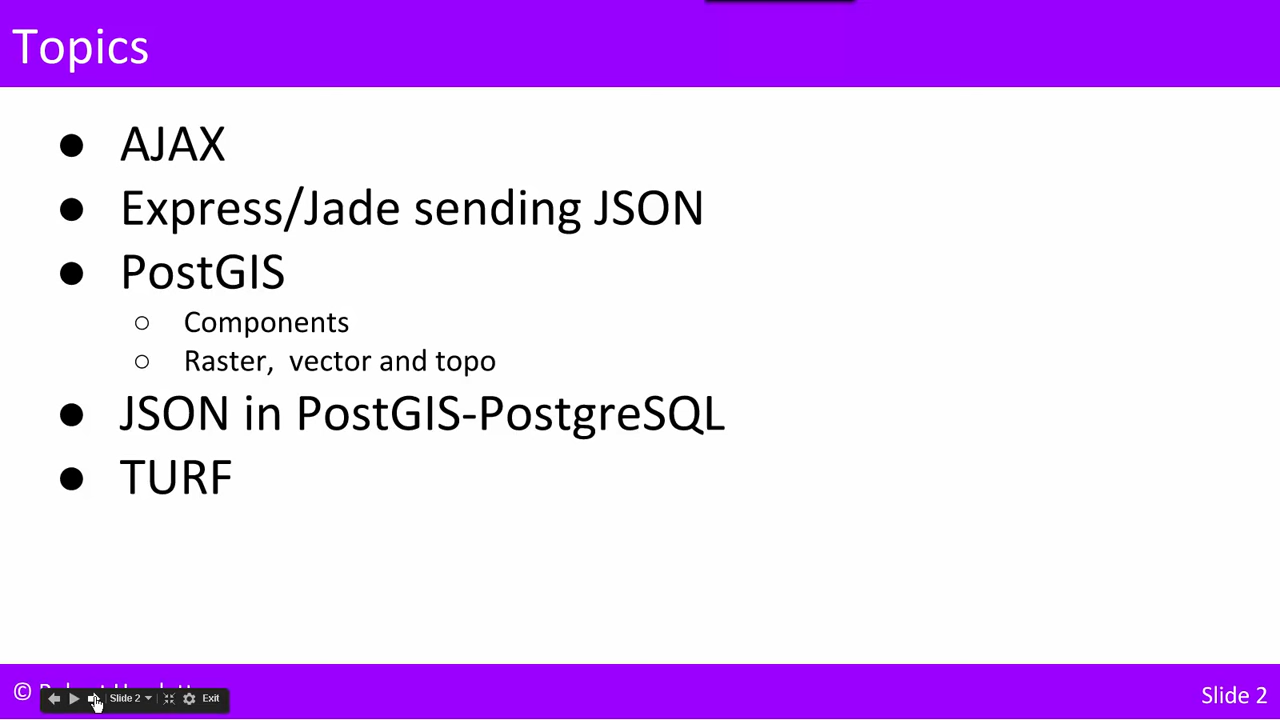 Topics
● AJAX
● Express/Jade sending JSON
● PostGIS
○ Components
○ Raster, vector and topo
● JSON in PostGIS-PostgreSQL
● TURF
©
Slide 2
Exit
Slide 2